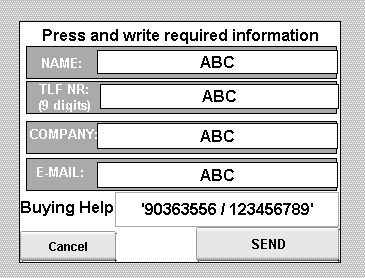 Press and write required information
NAME: ABC
TLF NR:
(9 digits) ABC
COMPANY: ABC
E-MAIL: ABC
Buying Help '90363556 / 123456789'
Cancel SEND